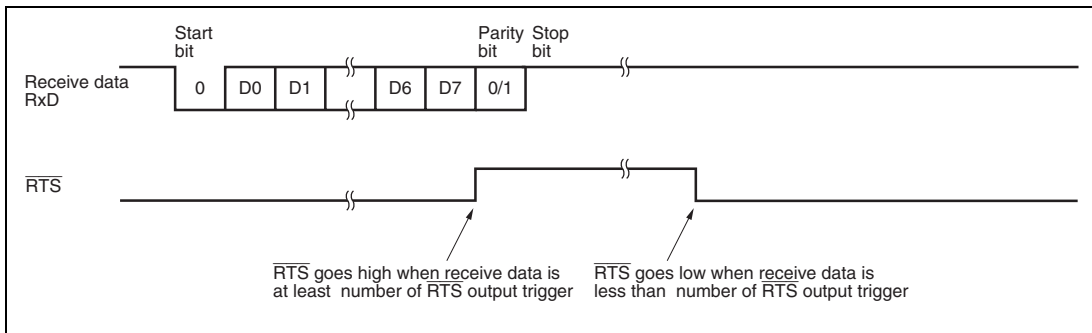 Start
bit
Parity
bit
Stop
bit
Receive data
RxD
0
D0
D1
D6
D7
0/1
RTS
RTS goes high when receive data is
at least number of RTS output trigger
RTS goes low when receive data is
less than number of RTS output trigger